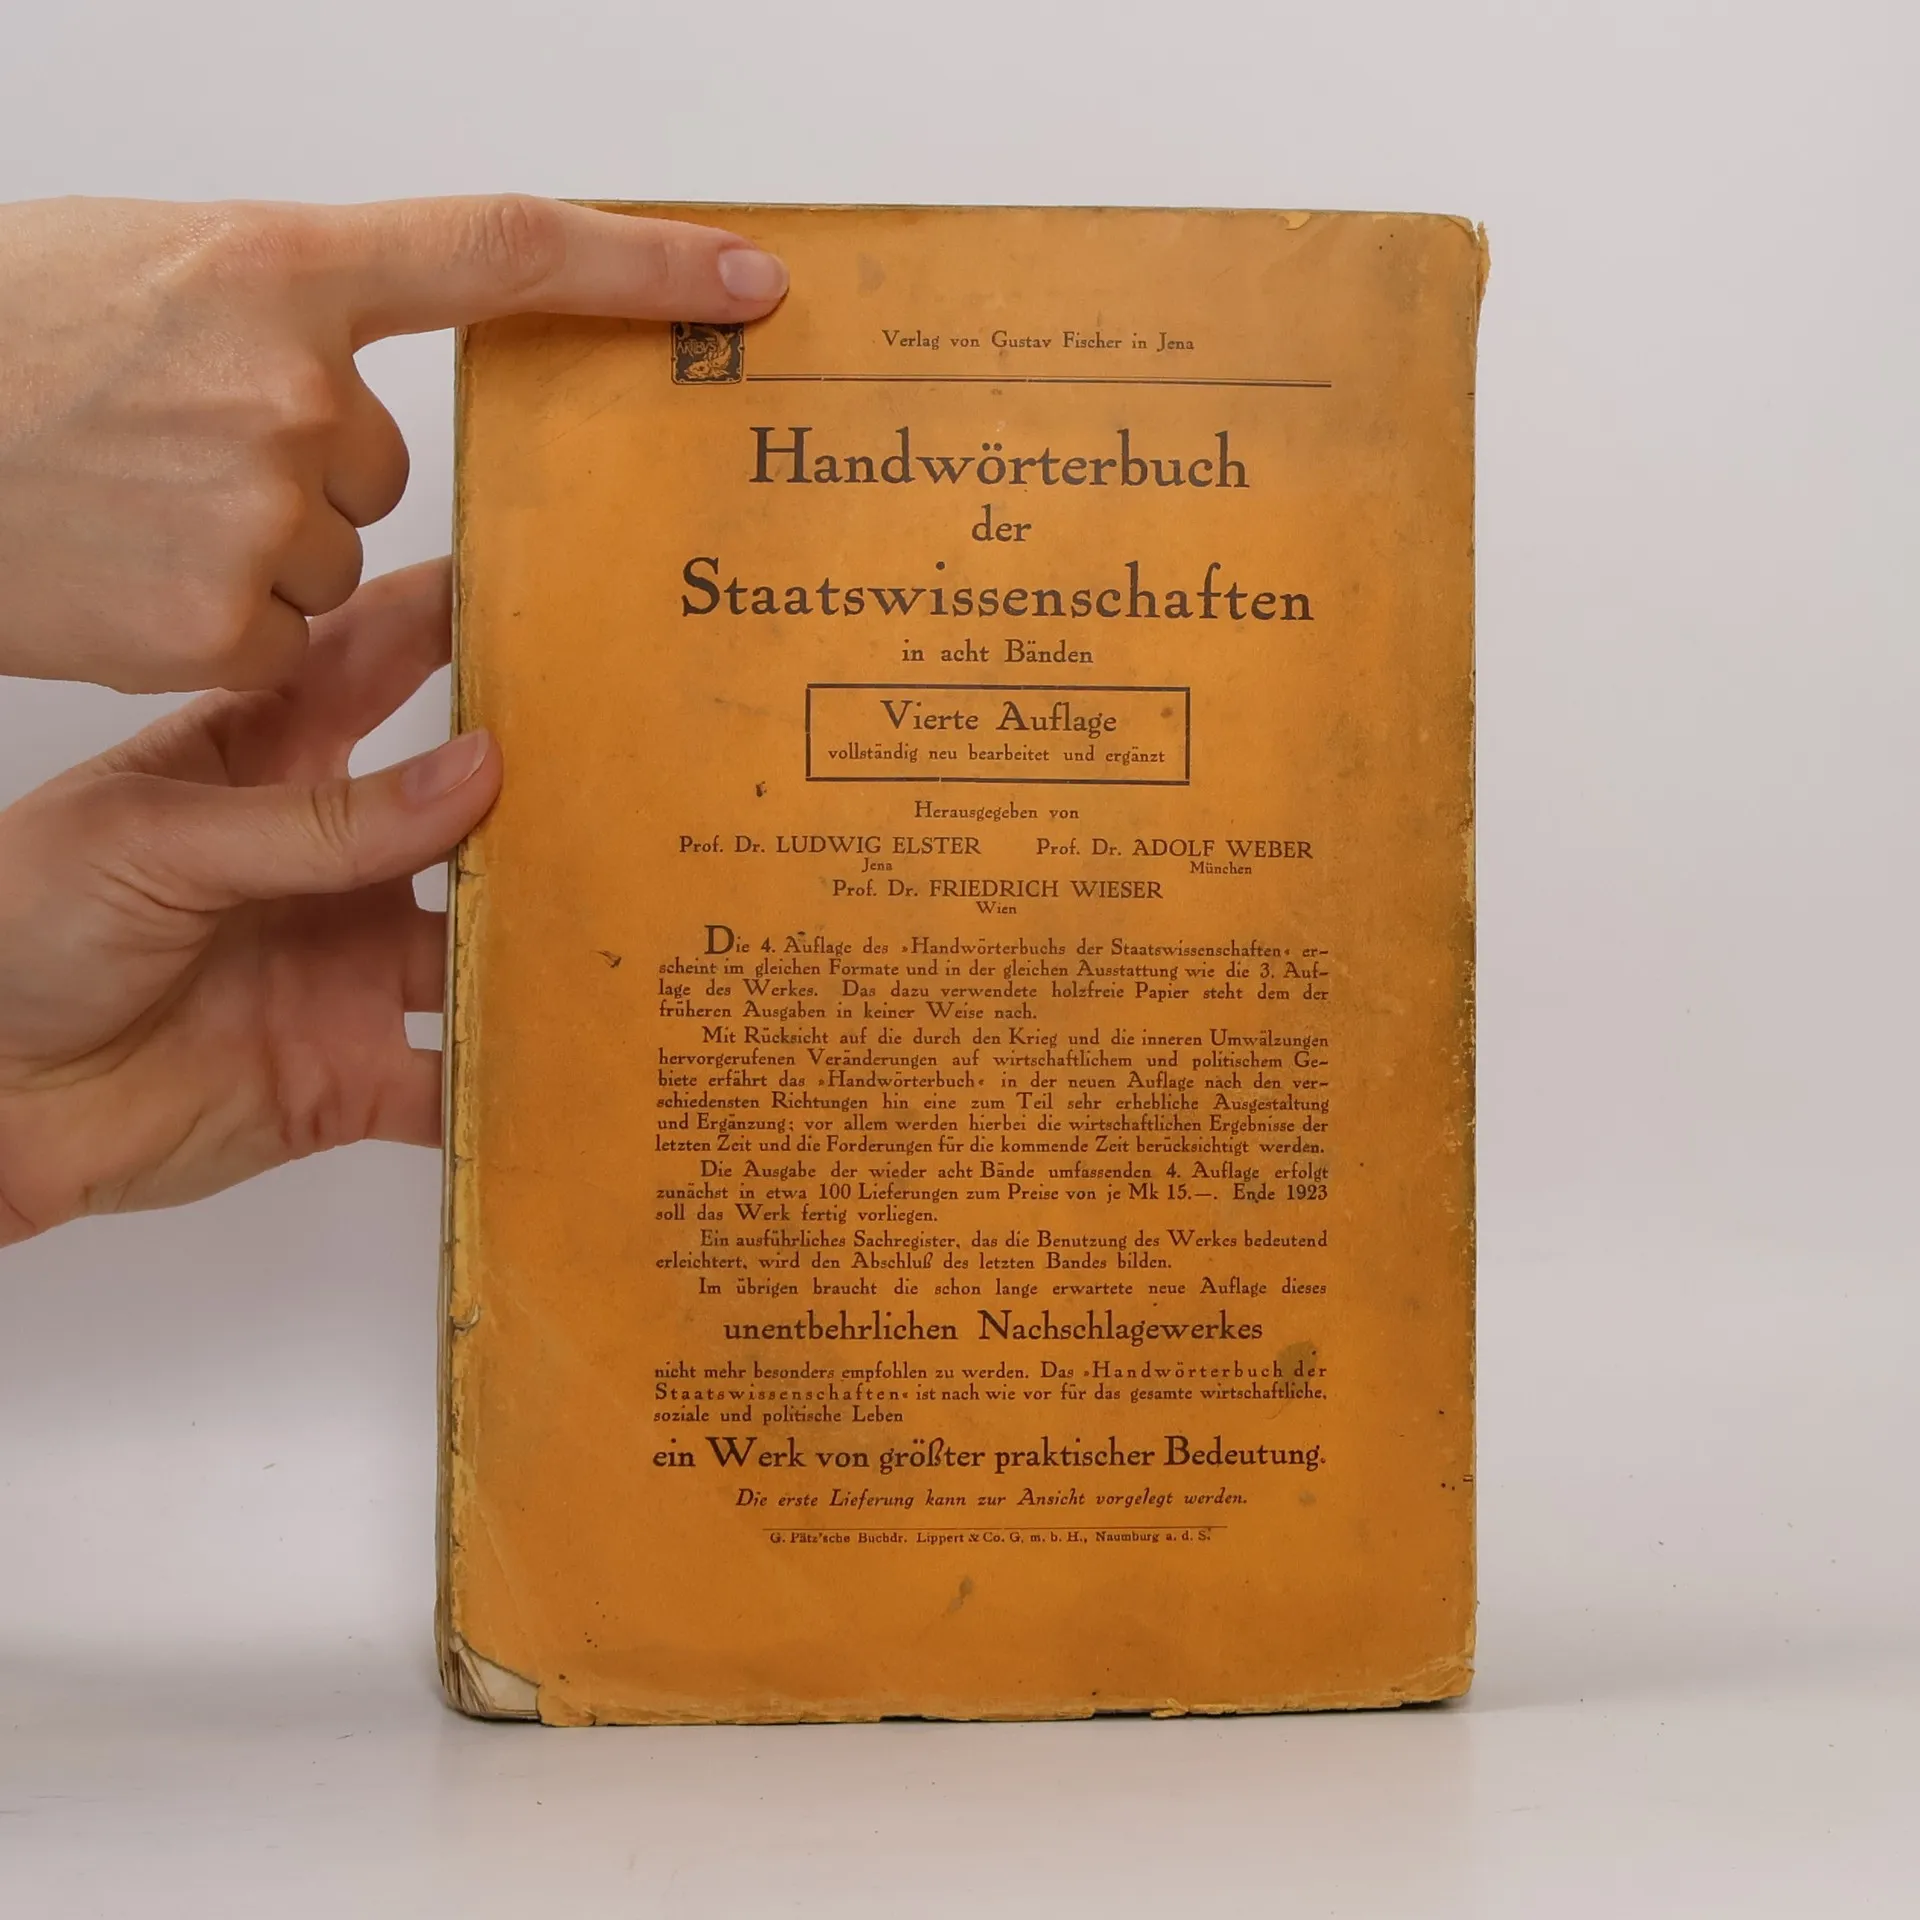 ARTIBVS
Verlag von Gustav Fischer in Jena
Handwörterbuch
der
Staatswissenschaften
in acht Bänden
Vierte Auflage
vollständig neu bearbeitet und ergänzt
Herausgegeben von
Prof. Dr. LUDWIG ELSTER Prof. Dr. ADOLF WEBER
Jena München
Prof. Dr. FRIEDRICH WIESER
Wien
Die 4. Auflage des »Handwörterbuchs der Staatswissenschaften« er-
scheint im gleichen Formate und in der gleichen Ausstattung wie die 3. Auf-
lage des Werkes. Das dazu verwendete holzfreie Papier steht dem der
früheren Ausgaben in keiner Weise nach.
Mit Rücksicht auf die durch den Krieg und die inneren Umwälzungen
hervorgerufenen Veränderungen auf wirtschaftlichem und politischem Ge-
biete erfährt das »Handwörterbuch« in der neuen Auflage nach den ver-
schiedensten Richtungen hin eine zum Teil sehr erhebliche Ausgestaltung
und Ergänzung; vor allem werden hierbei die wirtschaftlichen Ergebnisse der
letzten Zeit und die Forderungen für die kommende Zeit berücksichtigt werden.
Die Ausgabe der wieder acht Bände umfassenden 4. Auflage erfolgt
zunächst in etwa 100 Lieferungen zum Preise von je Mk 15.—. Ende 1923
soll das Werk fertig vorliegen.
Ein ausführliches Sachregister, das die Benutzung des Werkes bedeutend
erleichtert, wird den Abschluß des letzten Bandes bilden.
Im übrigen braucht die schon lange erwartete neue Auflage dieses
unentbehrlichen Nachschlagewerkes
nicht mehr besonders empfohlen zu werden. Das »Handwörterbuch der
Staatswissenschaften« ist nach wie vor für das gesamte wirtschaftliche,
soziale und politische Leben
ein Werk von größter praktischer Bedeutung.
Die erste Lieferung kann zur Ansicht vorgelegt werden.
G. Pätz'sche Buchdr. Lippert & Co. G. m. b. H., Naumburg a. d. S.